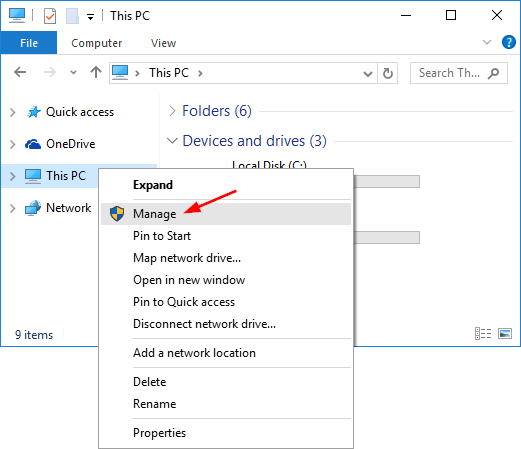 This PC
File Computer View
This PC Search Th...
Quick access
OneDrive
This PC
Network
Folders (6)
Devices and drives (3)
Local Disk (C:)
Expand
Manage
Pin to Start
Map network drive...
Open in new window
Pin to Quick access
Disconnect network drive...
Add a network location
Delete
Rename
Properties
9 items